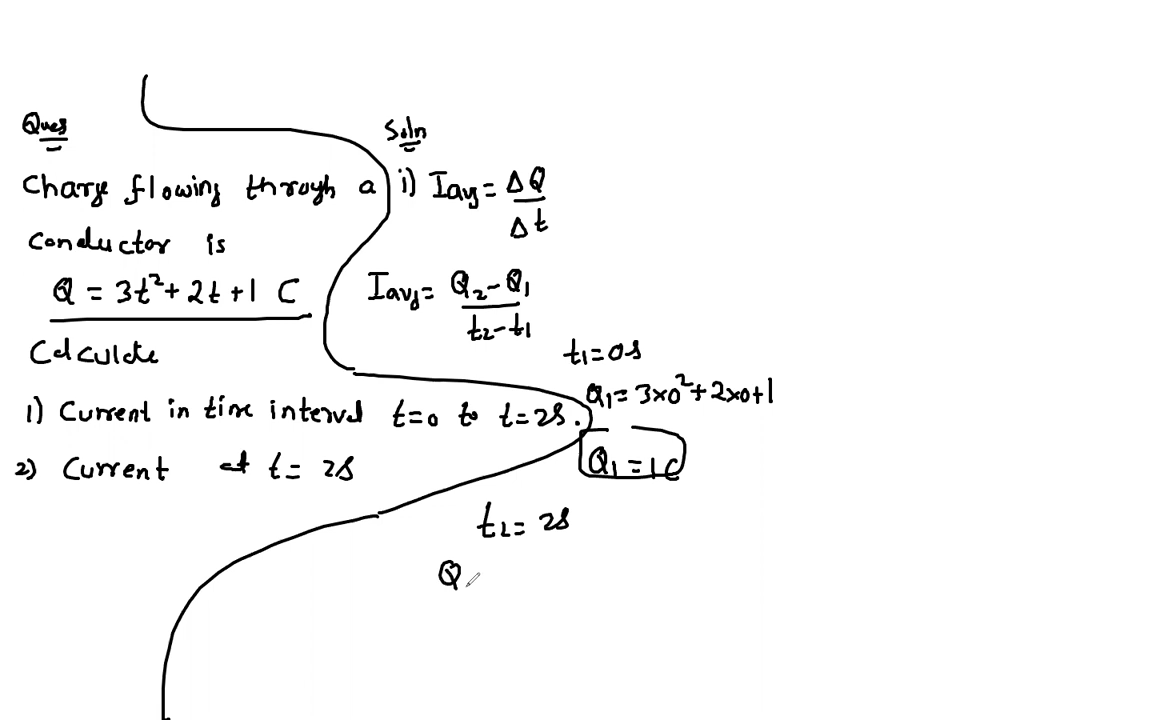 Ques
Charge flowing through a
conductor is
Q = 3t²+ 2t +1 C
Calculate
1) Current in time interval t=0 to t=2s.
2) Current at t= 2s
Soln
i) Iavg = ΔQ/Δt
Iavg = Q₂-Q₁/t₂-t₁
t₁=0s
Q₁= 3×0²+2×0+1
Q₁ = 1C
t₂= 2s
Q